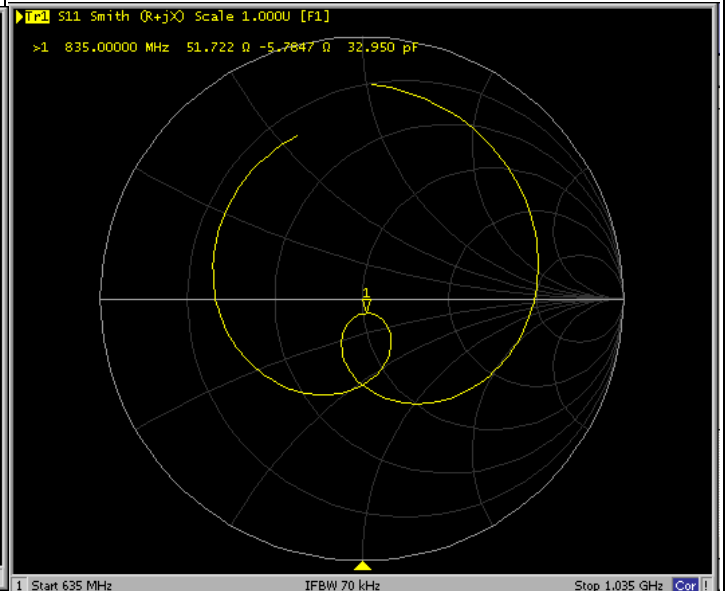 Tr1 S11 Smith (R+jX) Scale 1.000U [F1]
>1 835.00000 MHz 51.722 Ω -5.7847 Ω 32.950 pF
1
1 Start 635 MHz IFBW 70 kHz Stop 1.035 GHz Cor !